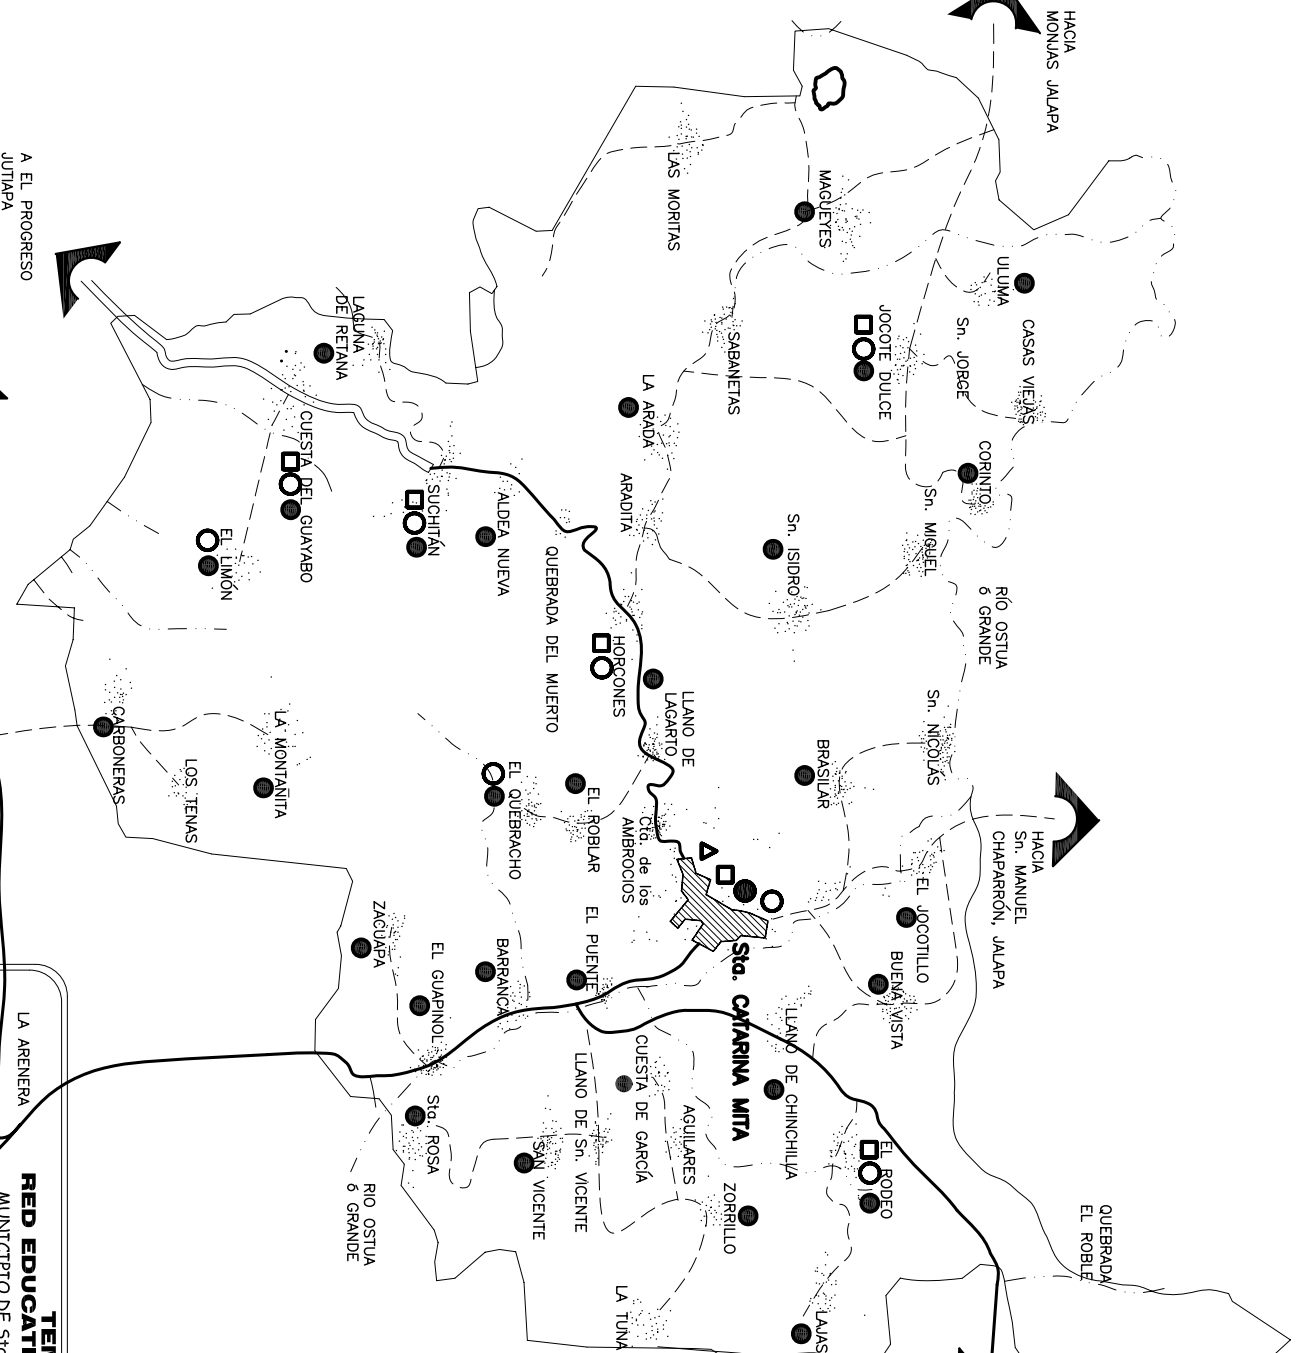 HACIA
MONJAS JALAPA
A EL PROGRESO
JUTIAPA
LAS MORITAS
MAGUEYES
ULUMA
CASAS VIEJAS
Sn. JORGE
JOCOTE DULCE
SABANETAS
LA ARADA
LAGUNA
DE RETANA
CUESTA DEL GUAYABO
CORINTO
Sn. MIGUEL
Sn. ISIDRO
ARADITA
ALDEA NUEVA
SUCHITÁN
EL LIMÓN
QUEBRADA DEL MUERTO
RÍO OSTUA
ó GRANDE
HORCONES
LLANO DE
LAGARTO
Sn. NICOLÁS
BRASILAR
CARBONERAS
LA MONTAÑITA
LOS TENAS
EL QUEBRACHO
EL ROBLAR
Cta. de los
AMBROCIOS
HACIA
Sn. MANUEL
CHAPARRÓN, JALAPA
EL JOCOTILLO
BUENA VISTA
EL PUENTE
BARRANCA
EL GUAPINOL
ZACUAPA
Sta. CATARINA MITA
LLANO DE CHINCHILLA
CUESTA DE GARCÍA
LLANO DE Sn. VICENTE
AGUILARES
Sta. ROSA
SAN VICENTE
ZORRILLO
EL RODEO
RIO OSTUA
ó GRANDE
QUEBRADA
EL ROBLE
LAJAS
LA TUNA
LA ARENERA
RED EDUCATI
MUNICIPIO DE Sta